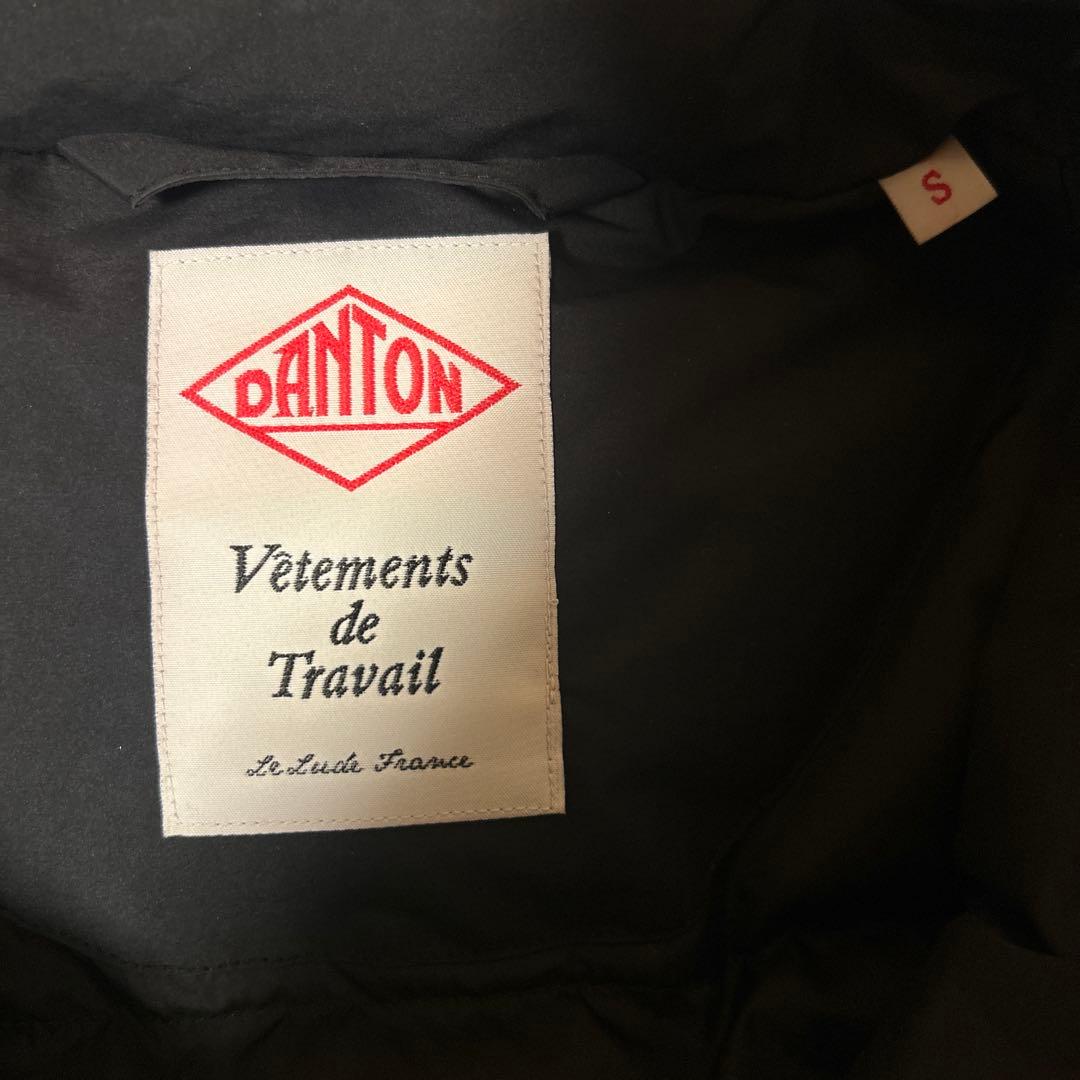 DANTON
Vêtements
de
Travail
Le Lude France
S